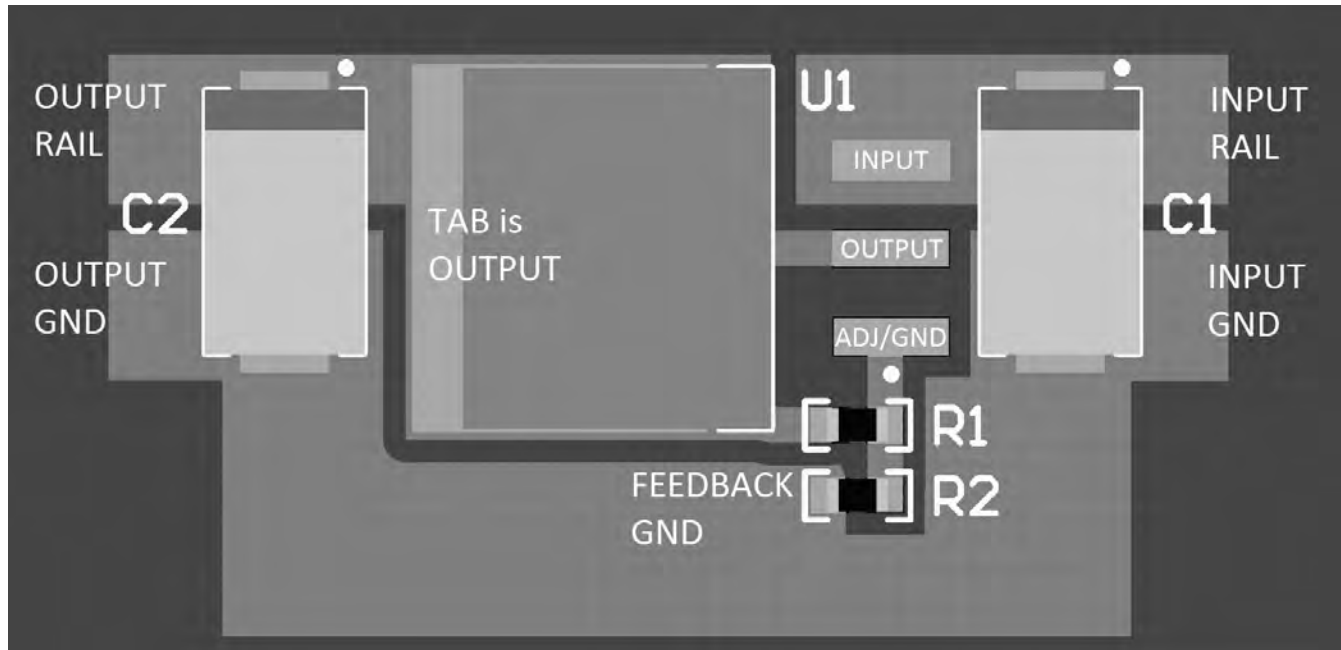 OUTPUT
RAIL
C2
OUTPUT
GND
TAB is
OUTPUT
U1
INPUT
OUTPUT
ADJ/GND
INPUT
RAIL
C1
INPUT
GND
R1
R2
FEEDBACK
GND